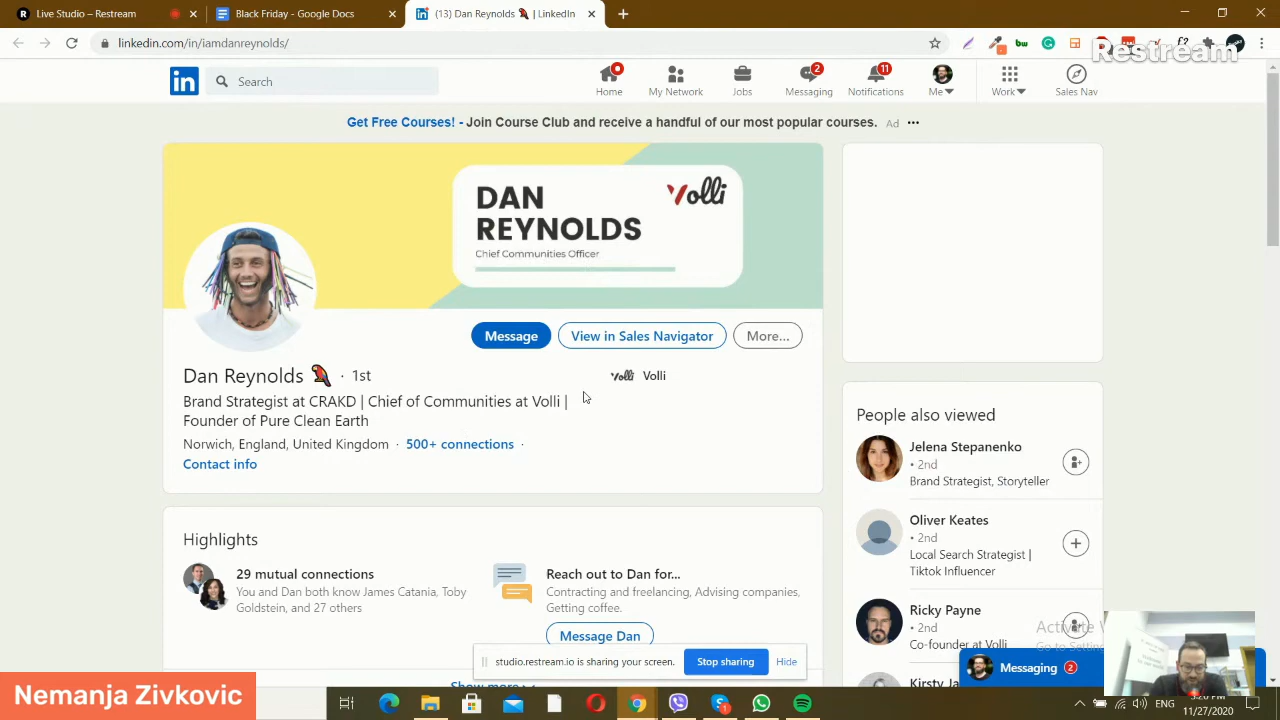 Live Studio – Restream
Black Friday - Google Docs
(13) Dan Reynolds | LinkedIn
linkedin.com/in/iamdanreynolds/
Restream
in
Search
Home
My Network
Jobs
2
Messaging
11
Notifications
Me
Work
Sales Nav
Get Free Courses! - Join Course Club and receive a handful of our most popular courses. Ad
DAN
REYNOLDS
Volli
Chief Communities Officer
Message
View in Sales Navigator
More...
Dan Reynolds · 1st
Volli Volli
Brand Strategist at CRAKD | Chief of Communities at Volli |
Founder of Pure Clean Earth
Norwich, England, United Kingdom · 500+ connections ·
Contact info
People also viewed
Jelena Stepanenko
• 2nd
Brand Strategist, Storyteller
Oliver Keates
• 2nd
Local Search Strategist |
Tiktok Influencer
Ricky Payne
• 2nd
Co-founder at Volli
Highlights
29 mutual connections
You and Dan both know James Catania, Toby
Goldstein, and 27 others
Reach out to Dan for...
Contracting and freelancing, Advising companies,
Getting coffee.
Message Dan
studio.restream.io is sharing your screen.
Stop sharing
Hide
Messaging 2
Nemanja Zivkovic
ENG
11/27/2020